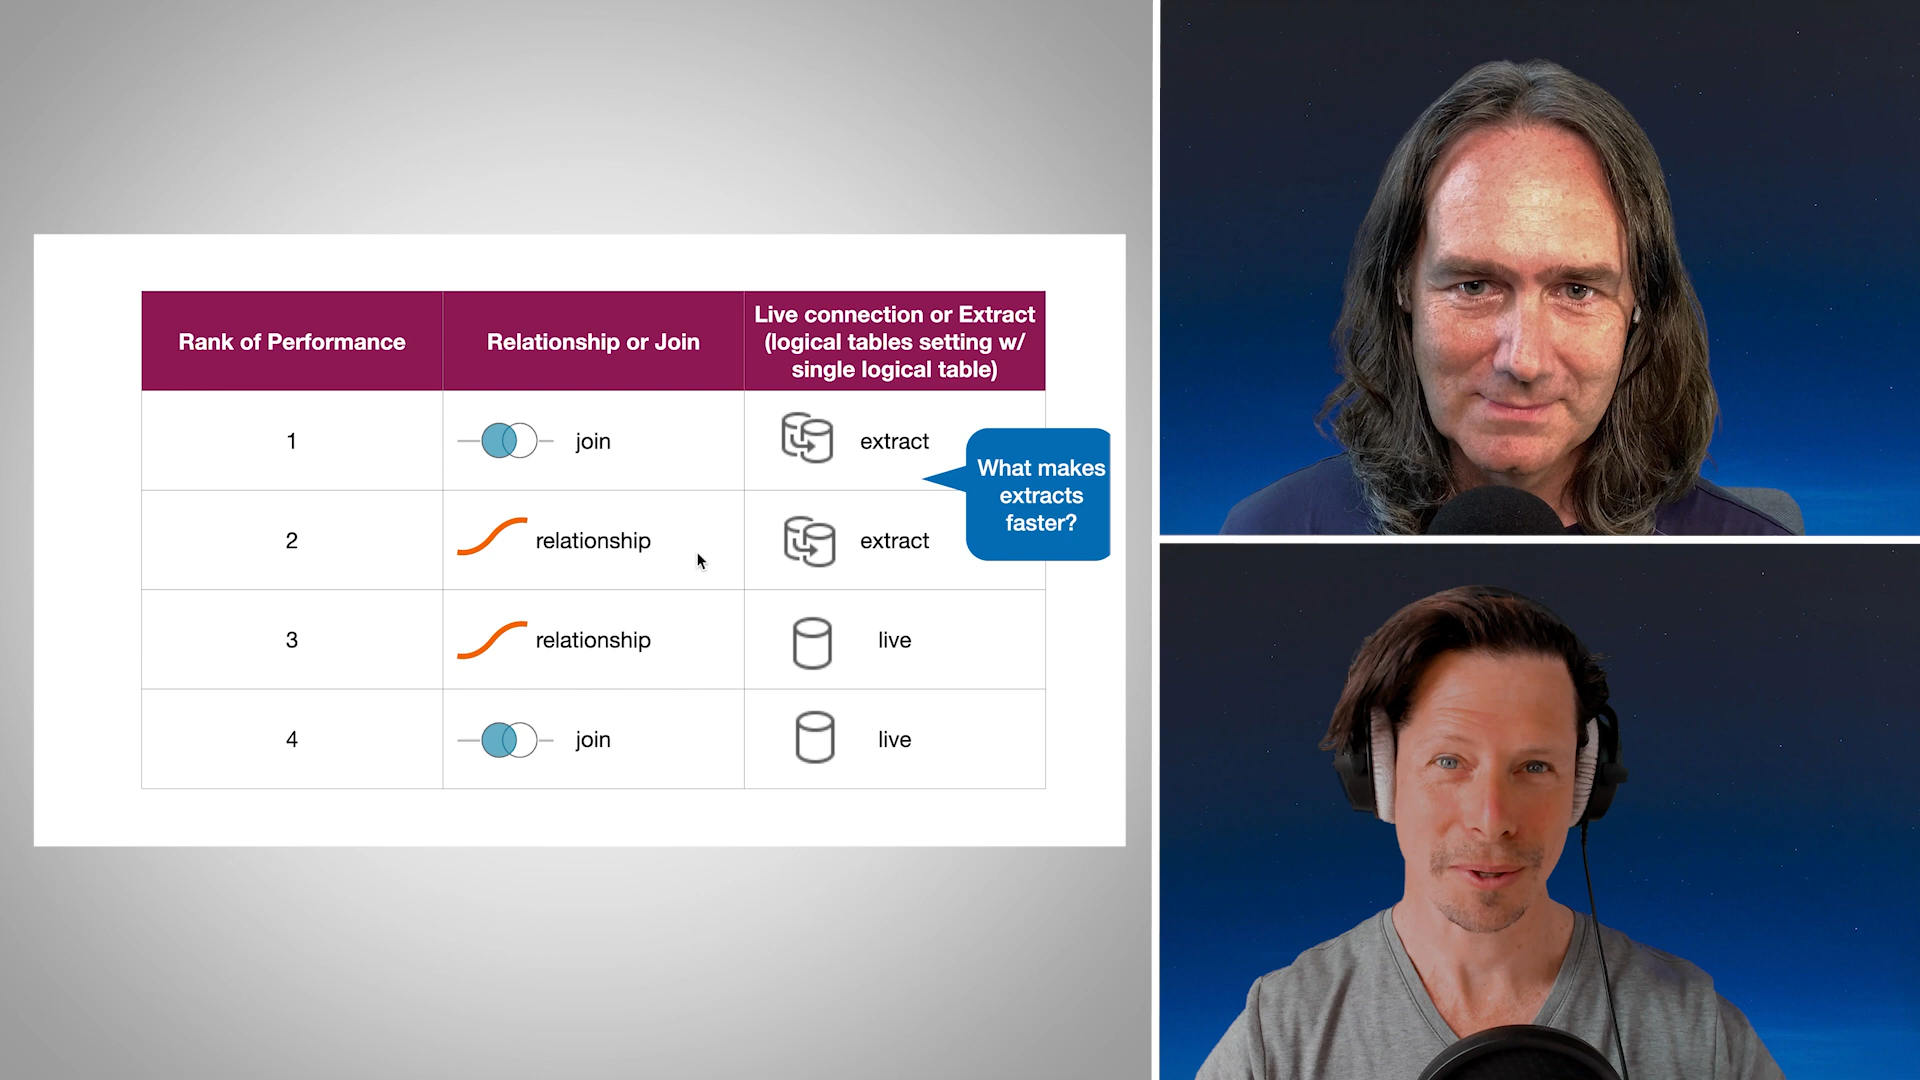 Rank of Performance
Relationship or Join
Live connection or Extract
(logical tables setting w/
single logical table)
1
join
extract
2
relationship
extract
What makes
extracts
faster?
3
relationship
live
4
join
live